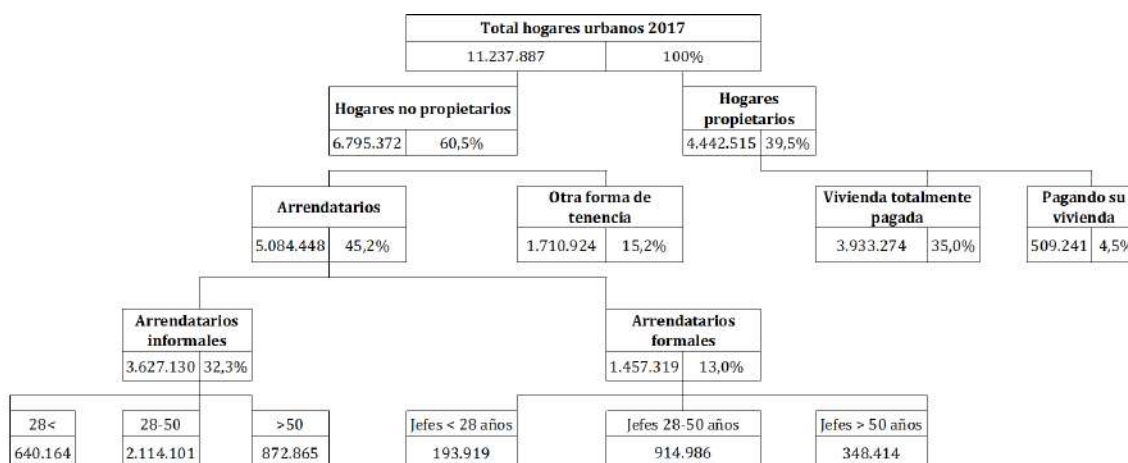 Total hogares urbanos 2017
11.237.887 100%
Hogares no propietarios
6.795.372 60,5%
Hogares
propietarios
4.442.515 39,5%
Arrendatarios
5.084.448 45,2%
Otra forma de
tenencia
1.710.924 15,2%
Vivienda totalmente
pagada
3.933.274 35,0%
Pagando su
vivienda
509.241 4,5%
Arrendatarios
informales
3.627.130 32,3%
Arrendatarios
formales
1.457.319 13,0%
28< 28-50 >50
640.164 2.114.101 872.865
Jefes < 28 años Jefes 28-50 años Jefes > 50 años
193.919 914.986 348.414